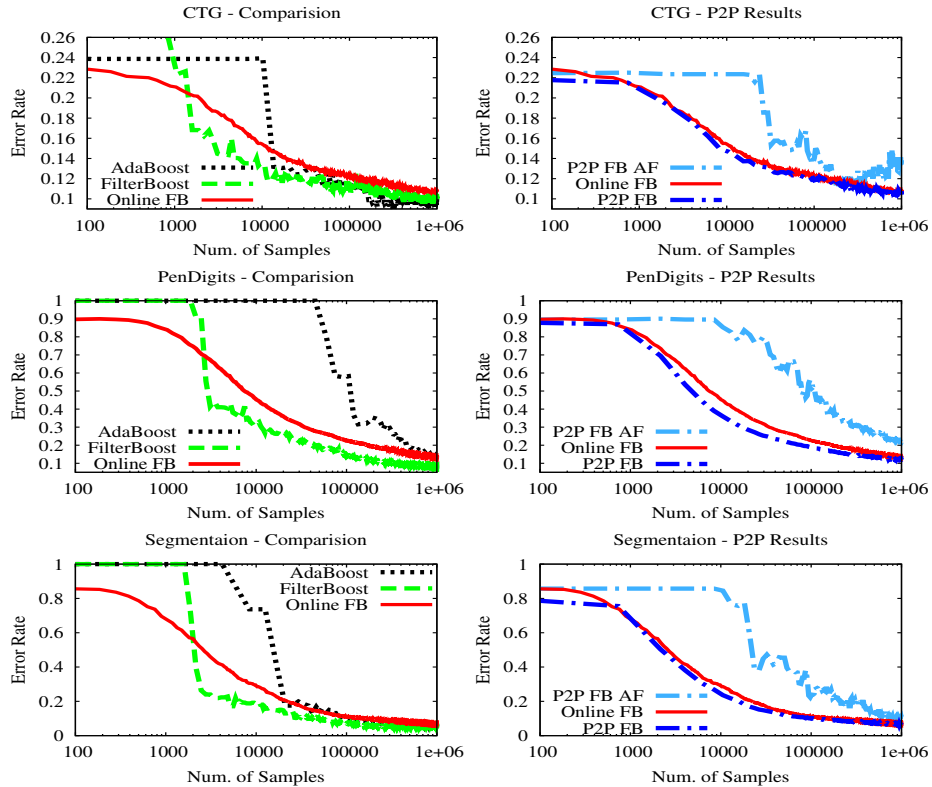 CTG - Comparision
0.26
0.24
0.22
0.2
0.18
0.16
0.14
0.12
0.1
Error Rate
AdaBoost
FilterBoost
Online FB
100 1000 10000 100000 1e+06
Num. of Samples
CTG - P2P Results
0.26
0.24
0.22
0.2
0.18
0.16
0.14
0.12
0.1
Error Rate
P2P FB AF
Online FB
P2P FB
100 1000 10000 100000 1e+06
Num. of Samples
PenDigits - Comparision
1
0.9
0.8
0.7
0.6
0.5
0.4
0.3
0.2
0.1
Error Rate
AdaBoost
FilterBoost
Online FB
100 1000 10000 100000 1e+06
Num. of Samples
PenDigits - P2P Results
1
0.9
0.8
0.7
0.6
0.5
0.4
0.3
0.2
0.1
Error Rate
P2P FB AF
Online FB
P2P FB
100 1000 10000 100000 1e+06
Num. of Samples
Segmentaion - Comparision
1
0.8
0.6
0.4
0.2
0
Error Rate
AdaBoost
FilterBoost
Online FB
100 1000 10000 100000 1e+06
Num. of Samples
Segmentaion - P2P Results
1
0.8
0.6
0.4
0.2
0
Error Rate
P2P FB AF
Online FB
P2P FB
100 1000 10000 100000 1e+06
Num. of Samples